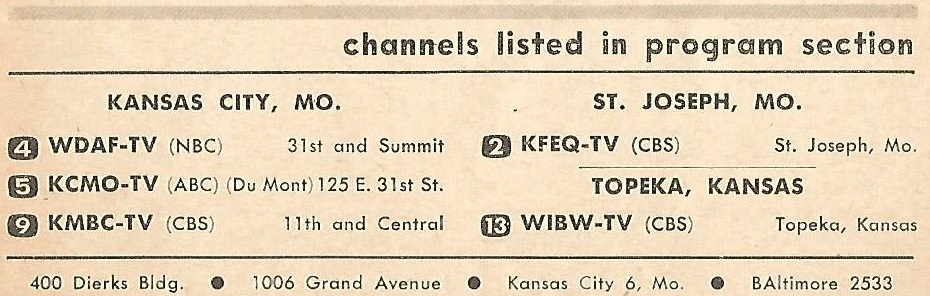 channels listed in program section
KANSAS CITY, MO.
4 WDAF-TV (NBC) 31st and Summit
5 KCMO-TV (ABC) (Du Mont) 125 E. 31st St.
9 KMBC-TV (CBS) 11th and Central
ST. JOSEPH, MO.
2 KFEQ-TV (CBS) St. Joseph, Mo.
TOPEKA, KANSAS
13 WIBW-TV (CBS) Topeka, Kansas
400 Dierks Bldg. ● 1006 Grand Avenue ● Kansas City 6, Mo. ● BAltimore 2533